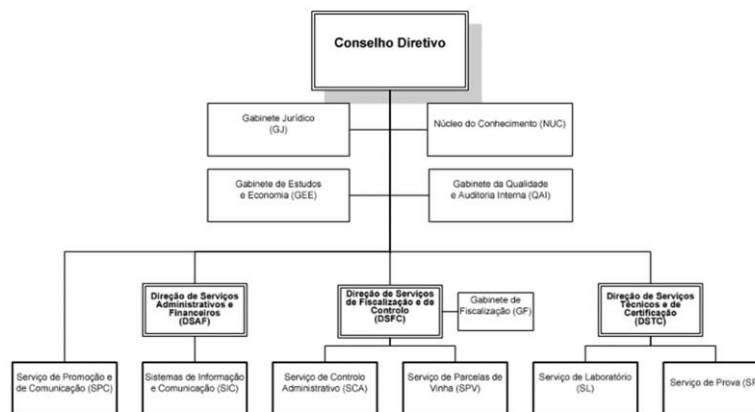 Conselho Diretivo
Gabinete Jurídico
(GJ)
Núcleo do Conhecimento (NUC)
Gabinete de Estudos
e Economia (GEE)
Gabinete da Qualidade
e Auditoria Interna (QAI)
Direção de Serviços
Administrativos e
Financeiros
(DSAF)
Direção de Serviços
de Fiscalização e de
Controlo
(DSFC)
Gabinete de
Fiscalização (GF)
Direção de Serviços
Técnicos e de
Certificação
(DSTC)
Serviço de Promoção e
de Comunicação (SPC)
Sistemas de Informação
e Comunicação (SIC)
Serviço de Controlo
Administrativo (SCA)
Serviço de Parcelas de
Vinha (SPV)
Serviço de Laboratório
(SL)
Serviço de Prova